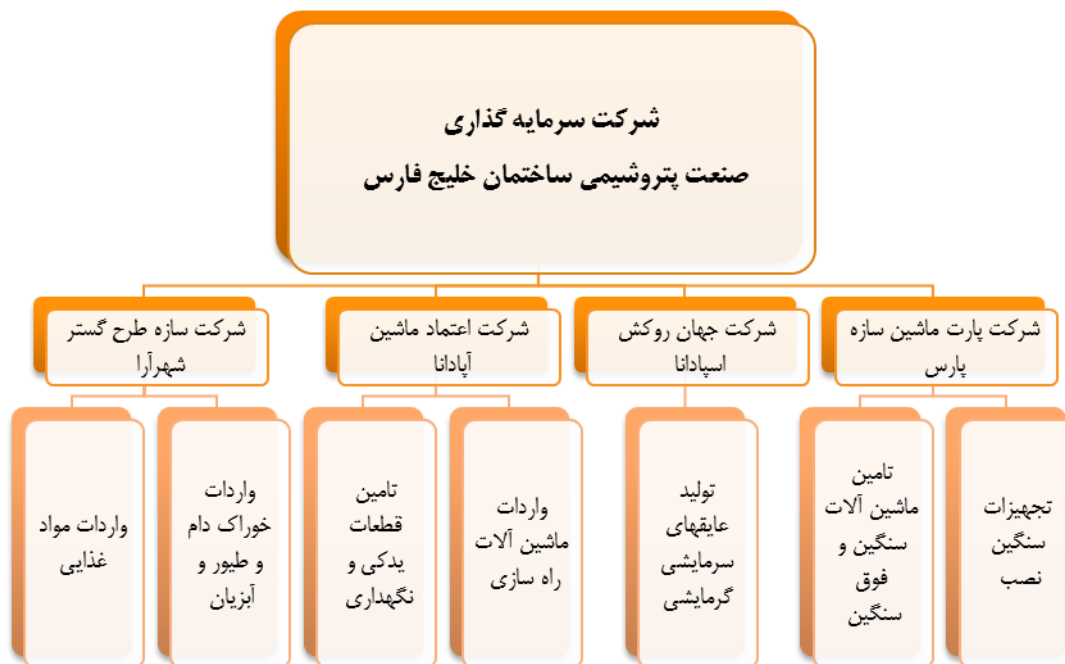 شرکت سرمایه گذاری
صنعت پتروشیمی ساختمان خلیج فارس
شرکت پارت ماشین سازه
پارس
شرکت جهان روکش
اسپادانا
شرکت اعتماد ماشین
آپادانا
شرکت سازه طرح گستر
شهرآرا
تجهیزات
سنگین
نصب
تامین
ماشین آلات
سنگین و
فوق
سنگین
تولید
عایقهای
سرمایشی
گرمایشی
واردات
ماشین آلات
راه سازی
تامین
قطعات
یدکی و
نگهداری
واردات
خوراک دام
و طیور و
آبزیان
واردات مواد
غذایی